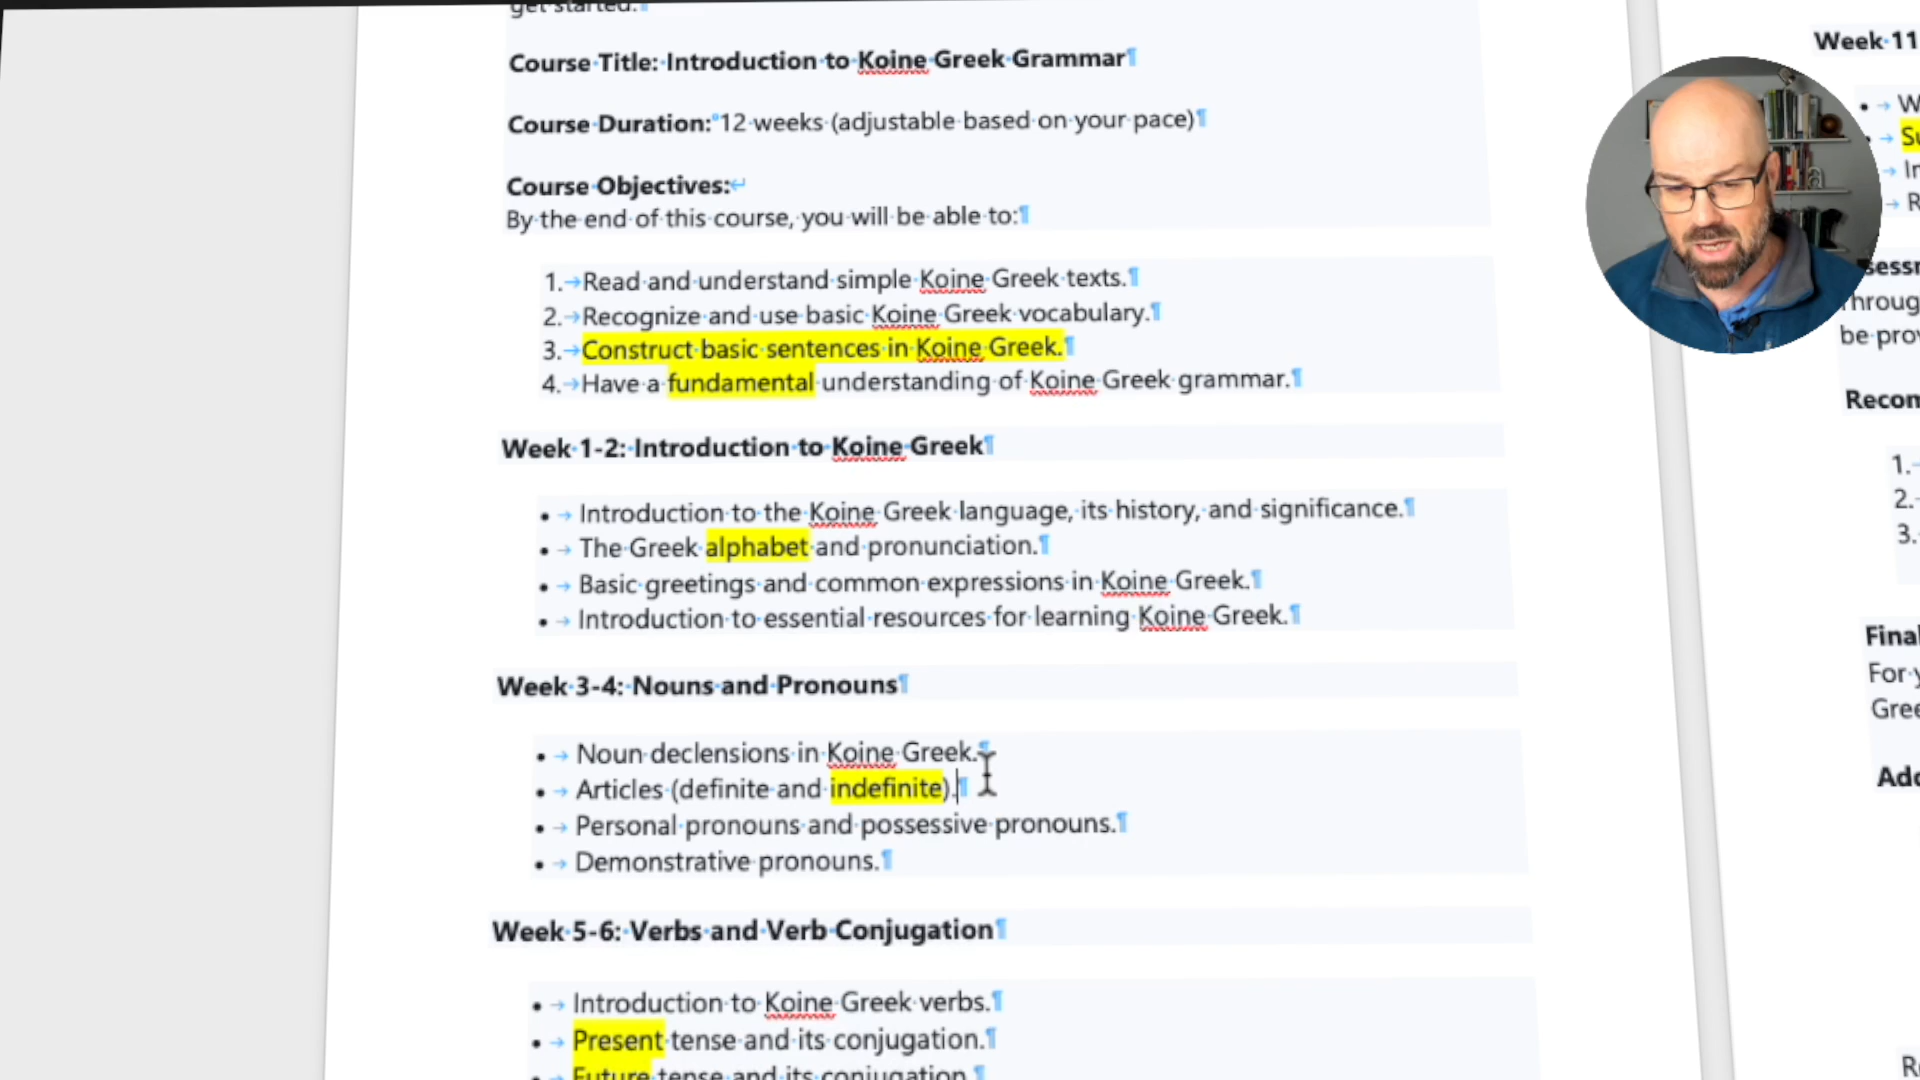 get started.
Course Title: Introduction to Koine Greek Grammar
Course Duration: 12 weeks (adjustable based on your pace)
Course Objectives:
By the end of this course, you will be able to:
1. Read and understand simple Koine Greek texts.
2. Recognize and use basic Koine Greek vocabulary.
3. Construct basic sentences in Koine Greek.
4. Have a fundamental understanding of Koine Greek grammar.
Week 1-2: Introduction to Koine Greek
• Introduction to the Koine Greek language, its history, and significance.
• The Greek alphabet and pronunciation.
• Basic greetings and common expressions in Koine Greek.
• Introduction to essential resources for learning Koine Greek.
Week 3-4: Nouns and Pronouns
• Noun declensions in Koine Greek.
• Articles (definite and indefinite).
• Personal pronouns and possessive pronouns.
• Demonstrative pronouns.
Week 5-6: Verbs and Verb Conjugation
• Introduction to Koine Greek verbs.
• Present tense and its conjugation.
• Future tense and its conjugation.
Week 11
1.
2.
3.
Final
For